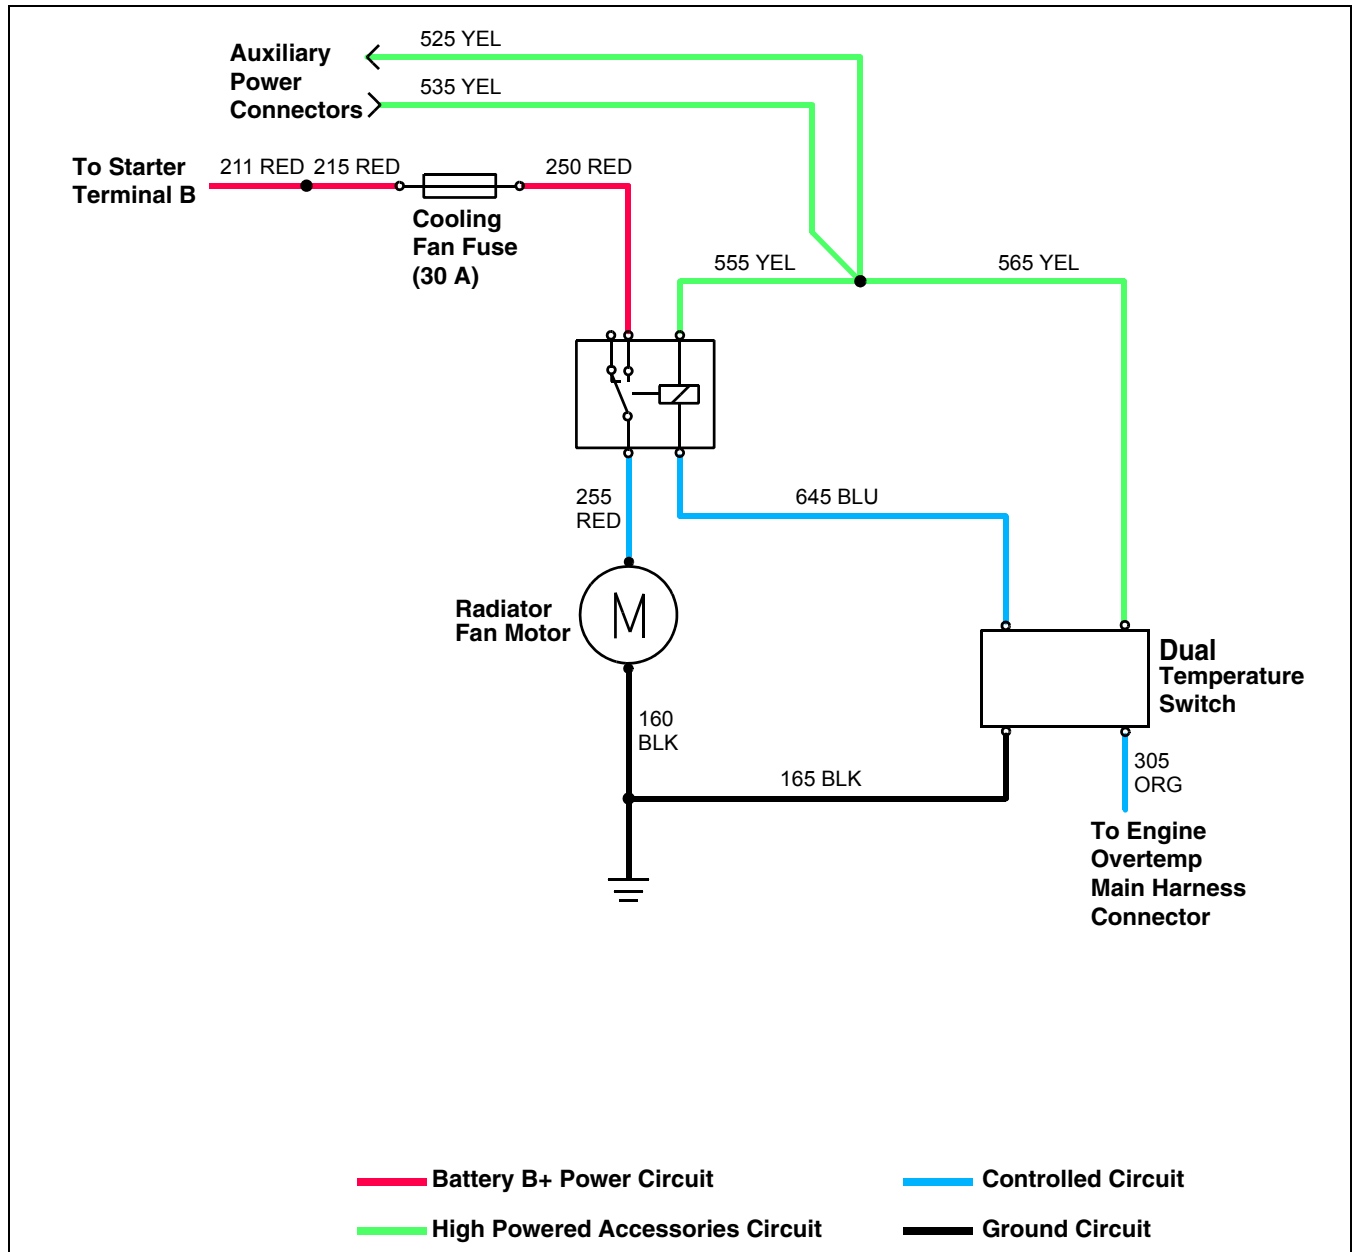 525 YEL
Auxiliary
Power
Connectors
535 YEL
To Starter
Terminal B
211 RED
215 RED
250 RED
Cooling
Fan Fuse
(30 A)
555 YEL
565 YEL
255
RED
645 BLU
Radiator
Fan Motor
M
Dual
Temperature
Switch
160
BLK
165 BLK
305
ORG
To Engine
Overtemp
Main Harness
Connector
Battery B+ Power Circuit
Controlled Circuit
High Powered Accessories Circuit
Ground Circuit